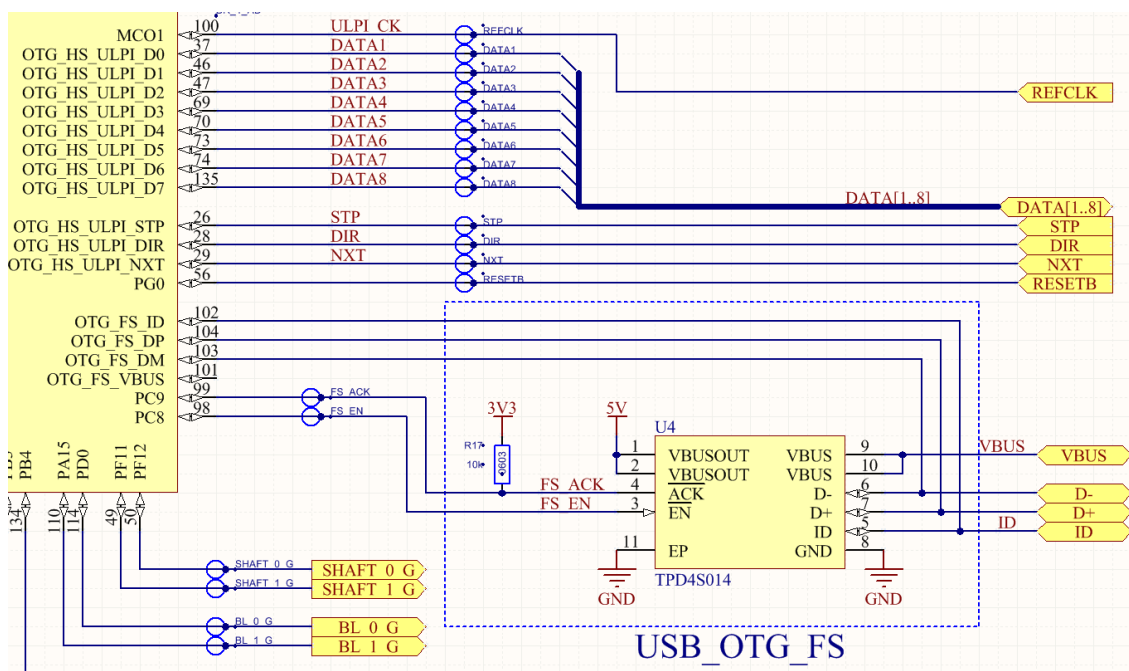 MCO1 100 ULPI_CK REFCLK
OTG_HS_ULPI_D0 37 DATA1 DATA1
OTG_HS_ULPI_D1 46 DATA2 DATA2
OTG_HS_ULPI_D2 47 DATA3 DATA3 REFCLK
OTG_HS_ULPI_D3 69 DATA4 DATA4
OTG_HS_ULPI_D4 70 DATA5 DATA5
OTG_HS_ULPI_D5 73 DATA6 DATA6
OTG_HS_ULPI_D6 74 DATA7 DATA7
OTG_HS_ULPI_D7 135 DATA8 DATA8
DATA[1..8] DATA[1..8]
OTG_HS_ULPI_STP 26 STP STP STP
OTG_HS_ULPI_DIR 28 DIR DIR DIR
OTG_HS_ULPI_NXT 29 NXT NXT NXT
PG0 56 RESETB RESETB
OTG_FS_ID 102
OTG_FS_DP 104
OTG_FS_DM 103
OTG_FS_VBUS 101
PC9 99 FS_ACK
PC8 98 FS_EN
3V3 5V
U4
R17 10k 0603
1 VBUSOUT VBUS 9 VBUS VBUS
2 VBUSOUT VBUS 10
FS_ACK 4 ACK D- 6 D-
FS_EN 3 EN D+ 7 D+
ID 5 ID ID
11 EP GND 8
TPD4S014
GND GND
PB4 PA15 PD0 PF11 PF12
134 110 114 49 50
SHAFT_0_G SHAFT_0_G
SHAFT_1_G SHAFT_1_G
BL_0_G BL_0_G
BL_1_G BL_1_G
USB_OTG_FS